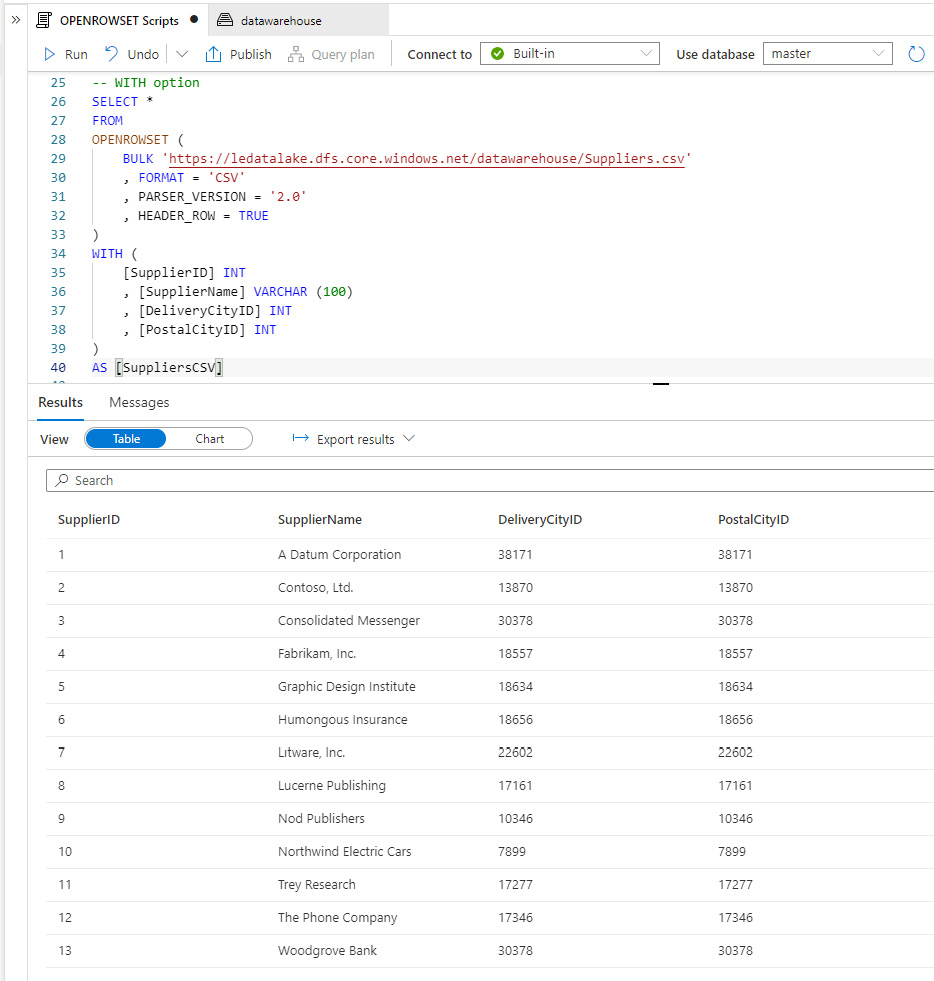 » OPENROWSET Scripts ● datawarehouse
Run Undo Publish Query plan Connect to Built-in Use database master
25 -- WITH option
26 SELECT *
27 FROM
28 OPENROWSET (
29 BULK 'https://ledatalake.dfs.core.windows.net/datawarehouse/Suppliers.csv'
30 , FORMAT = 'CSV'
31 , PARSER_VERSION = '2.0'
32 , HEADER_ROW = TRUE
33 )
34 WITH (
35 [SupplierID] INT
36 , [SupplierName] VARCHAR (100)
37 , [DeliveryCityID] INT
38 , [PostalCityID] INT
39 )
40 AS [SuppliersCSV]
Results Messages
View Table Chart Export results
Search
SupplierID SupplierName DeliveryCityID PostalCityID
1 A Datum Corporation 38171 38171
2 Contoso, Ltd. 13870 13870
3 Consolidated Messenger 30378 30378
4 Fabrikam, Inc. 18557 18557
5 Graphic Design Institute 18634 18634
6 Humongous Insurance 18656 18656
7 Litware, Inc. 22602 22602
8 Lucerne Publishing 17161 17161
9 Nod Publishers 10346 10346
10 Northwind Electric Cars 7899 7899
11 Trey Research 17277 17277
12 The Phone Company 17346 17346
13 Woodgrove Bank 30378 30378